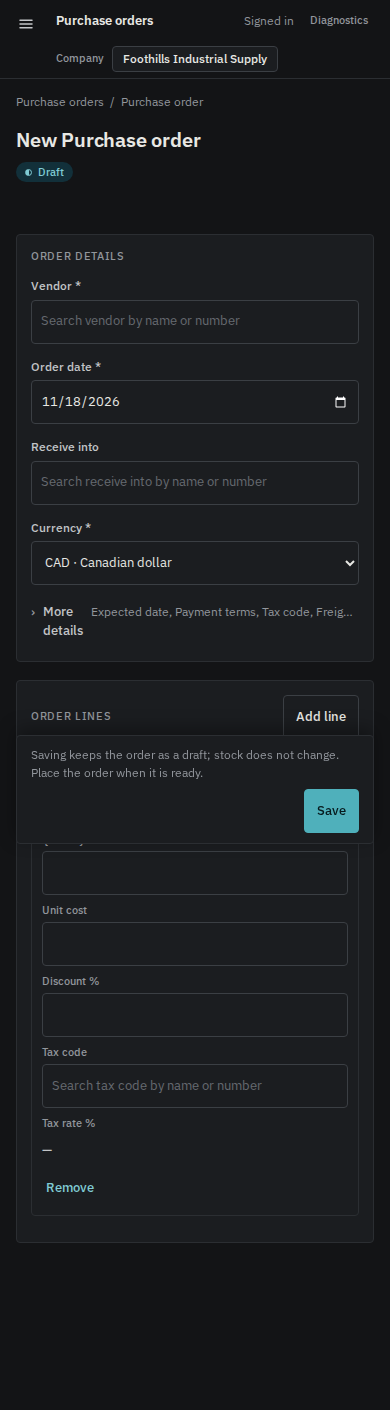 Purchase orders
Signed in
Diagnostics
Company
Foothills Industrial Supply
Purchase orders / Purchase order
New Purchase order
Draft
ORDER DETAILS
Vendor *
Search vendor by name or number
Order date *
11/18/2026
Receive into
Search receive into by name or number
Currency *
CAD · Canadian dollar
› More details
Expected date, Payment terms, Tax code, Freig...
ORDER LINES
Add line
Saving keeps the order as a draft; stock does not change.
Place the order when it is ready.
Save
Unit cost
Discount %
Tax code
Search tax code by name or number
Tax rate %
—
Remove